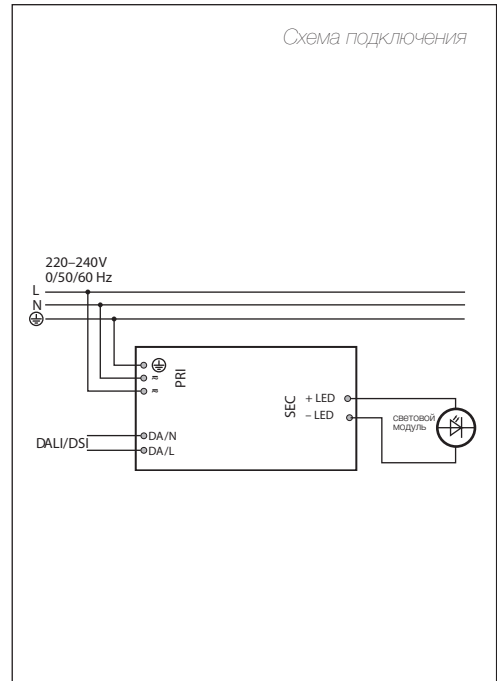 Схема подключения
220–240V
0/50/60 Hz
L
N
PRI
≂
≂
SEC
+ LED
– LED
световой
модуль
DALI/DSI
DA/N
DA/L